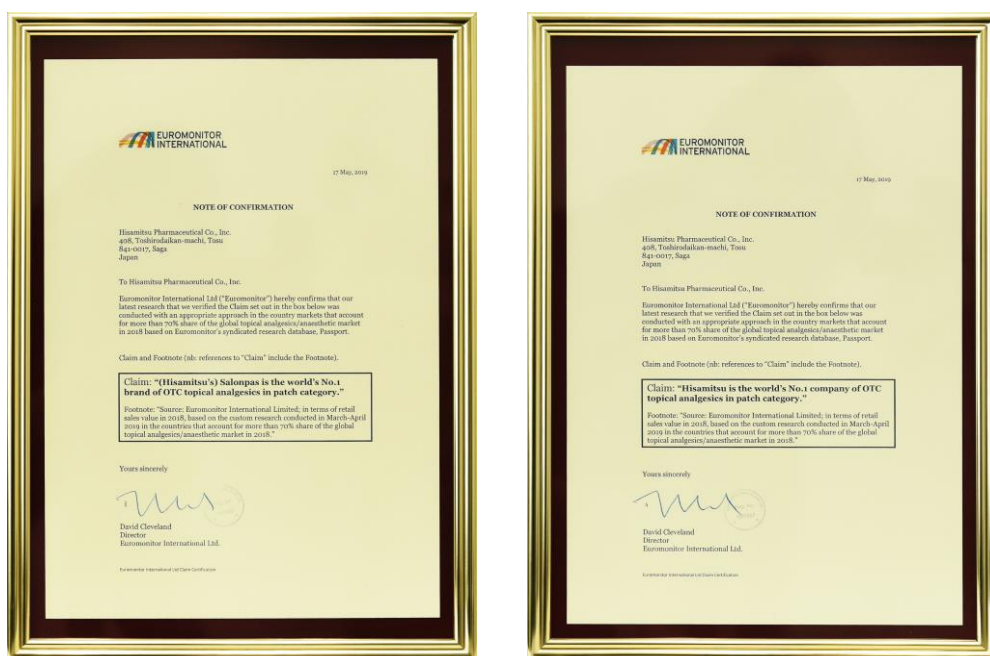 EUROMONITOR
INTERNATIONAL
17 May, 2019
NOTE OF CONFIRMATION
Hisamitsu Pharmaceutical Co., Inc.
408, Toshirodaikan-machi, Tosu
841-0017, Saga
Japan
To Hisamitsu Pharmaceutical Co., Inc.
Euromonitor International Ltd ("Euromonitor") hereby confirms that our
latest research that we verified the Claim set out in the box below was
conducted with an appropriate approach in the country markets that account
for more than 70% share of the global topical analgesics/anaesthetic market
in 2018 based on Euromonitor's syndicated research database, Passport.
Claim and Footnote (nb: references to "Claim" include the Footnote).
Claim: "(Hisamitsu's) Salonpas is the world's No.1
brand of OTC topical analgesics in patch category."
Footnote: "Source: Euromonitor International Limited; in terms of retail
sales value in 2018, based on the custom research conducted in March-April
2019 in the countries that account for more than 70% share of the global
topical analgesics/anaesthetic market in 2018."
Yours sincerely
David Cleveland
Director
Euromonitor International Ltd.
Euromonitor International Ltd Claim Certification
EUROMONITOR
INTERNATIONAL
17 May, 2019
NOTE OF CONFIRMATION
Hisamitsu Pharmaceutical Co., Inc.
408, Toshirodaikan-machi, Tosu
841-0017, Saga
Japan
To Hisamitsu Pharmaceutical Co., Inc.
Euromonitor International Ltd ("Euromonitor") hereby confirms that our
latest research that we verified the Claim set out in the box below was
conducted with an appropriate approach in the country markets that account
for more than 70% share of the global topical analgesics/anaesthetic market
in 2018 based on Euromonitor's syndicated research database, Passport.
Claim and Footnote (nb: references to "Claim" include the Footnote).
Claim: "Hisamitsu is the world's No.1 company of OTC
topical analgesics in patch category."
Footnote: "Source: Euromonitor International Limited; in terms of retail
sales value in 2018, based on the custom research conducted in March-April
2019 in the countries that account for more than 70% share of the global
topical analgesics/anaesthetic market in 2018."
Yours sincerely
David Cleveland
Director
Euromonitor International Ltd.
Euromonitor International Ltd Claim Certification